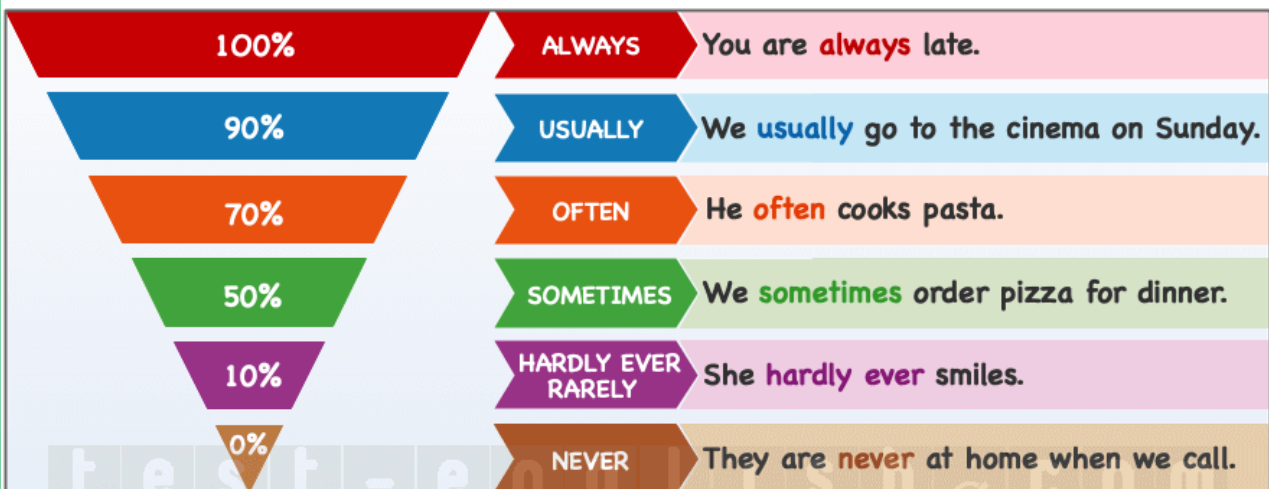 100% ALWAYS You are always late.
90% USUALLY We usually go to the cinema on Sunday.
70% OFTEN He often cooks pasta.
50% SOMETIMES We sometimes order pizza for dinner.
10% HARDLY EVER
RARELY She hardly ever smiles.
0% NEVER They are never at home when we call.